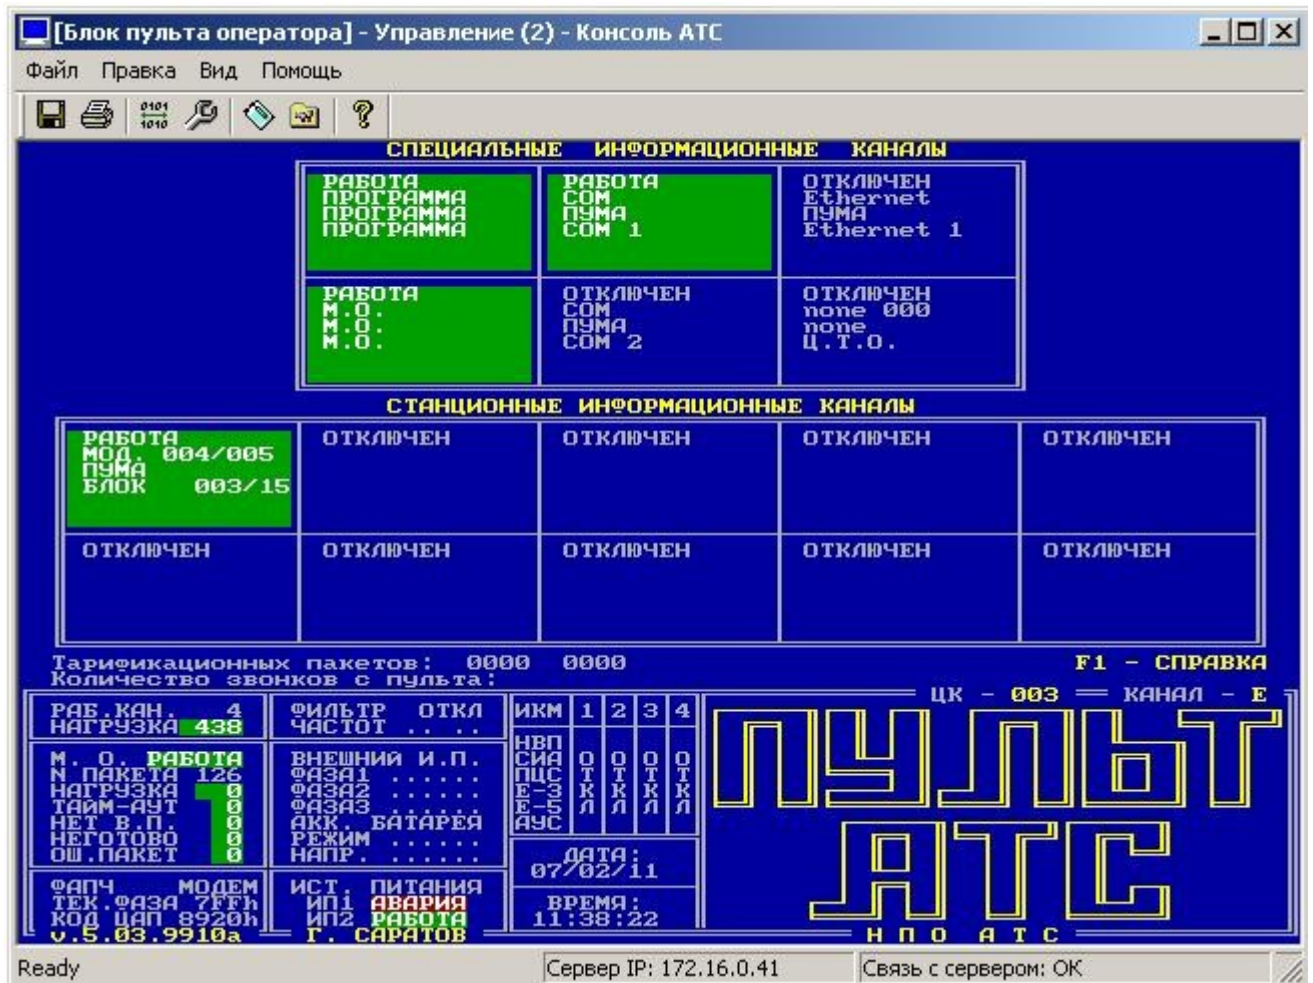 [Блок пульта оператора] - Управление (2) - Консоль АТС
Файл Правка Вид Помощь
0101
1010
?
СПЕЦИАЛЬНЫЕ ИНФОРМАЦИОННЫЕ КАНАЛЫ
РАБОТА
ПРОГРАММА
ПРОГРАММА
ПРОГРАММА
РАБОТА
COM
ПУМА
COM 1
ОТКЛЮЧЕН
Ethernet
ПУМА
Ethernet 1
РАБОТА
М.О.
М.О.
М.О.
ОТКЛЮЧЕН
COM
ПУМА
COM 2
ОТКЛЮЧЕН
none 000
none
Ц.Т.О.
СТАНЦИОННЫЕ ИНФОРМАЦИОННЫЕ КАНАЛЫ
РАБОТА
МОД. 004/005
ПУМА
БЛОК 003/15
ОТКЛЮЧЕН ОТКЛЮЧЕН ОТКЛЮЧЕН ОТКЛЮЧЕН
ОТКЛЮЧЕН ОТКЛЮЧЕН ОТКЛЮЧЕН ОТКЛЮЧЕН ОТКЛЮЧЕН
Тарификационных пакетов: 0000 0000
Количество звонков с пульта:
F1 - СПРАВКА
РАБ.КАН. 4
НАГРУЗКА 438
М. О. РАБОТА
N ПАКЕТА 126
НАГРУЗКА 0
ТАЙМ-АУТ 0
НЕТ В.П. 0
НЕГОТОВО 0
ОШ.ПАКЕТ 0
ФАПЧ МОДЕМ
ТЕК.ФАЗА 7FFh
КОД ЦАП 8920h
v.5.03.9910a
ФИЛЬТР ОТКЛ
ЧАСТОТ .. ..
ВНЕШНИЙ И.П.
ФАЗА1 ......
ФАЗА2 ......
ФАЗА3 ......
АКК. БАТАРЕЯ
РЕЖИМ ......
НАПР. ......
ИСТ. ПИТАНИЯ
ИП1 АВАРИЯ
ИП2 РАБОТА
Г. САРАТОВ
ИКМ 1 2 3 4
НВП
СИА О О О О
ПЦС Т Т Т Т
Е-3 К К К К
Е-5 Л Л Л Л
АУС
ДАТА:
07/02/11
ВРЕМЯ:
11:38:22
ЦК - 003 КАНАЛ - Е
ПУЛЬТ
АТС
НПО АТС
Ready
Сервер IP: 172.16.0.41
Связь с сервером: ОК